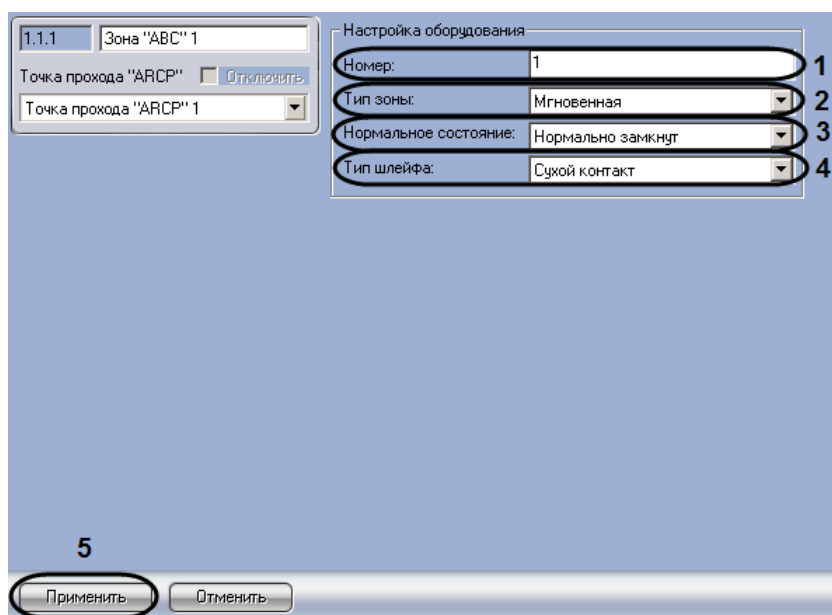 1.1.1 Зона "ABC" 1
Точка прохода "ARCP" Отключить
Точка прохода "ARCP" 1
Настройка оборудования
Номер: 1 1
Тип зоны: Мгновенная 2
Нормальное состояние: Нормально замкнут 3
Тип шлейфа: Сухой контакт 4
5
Применить Отменить